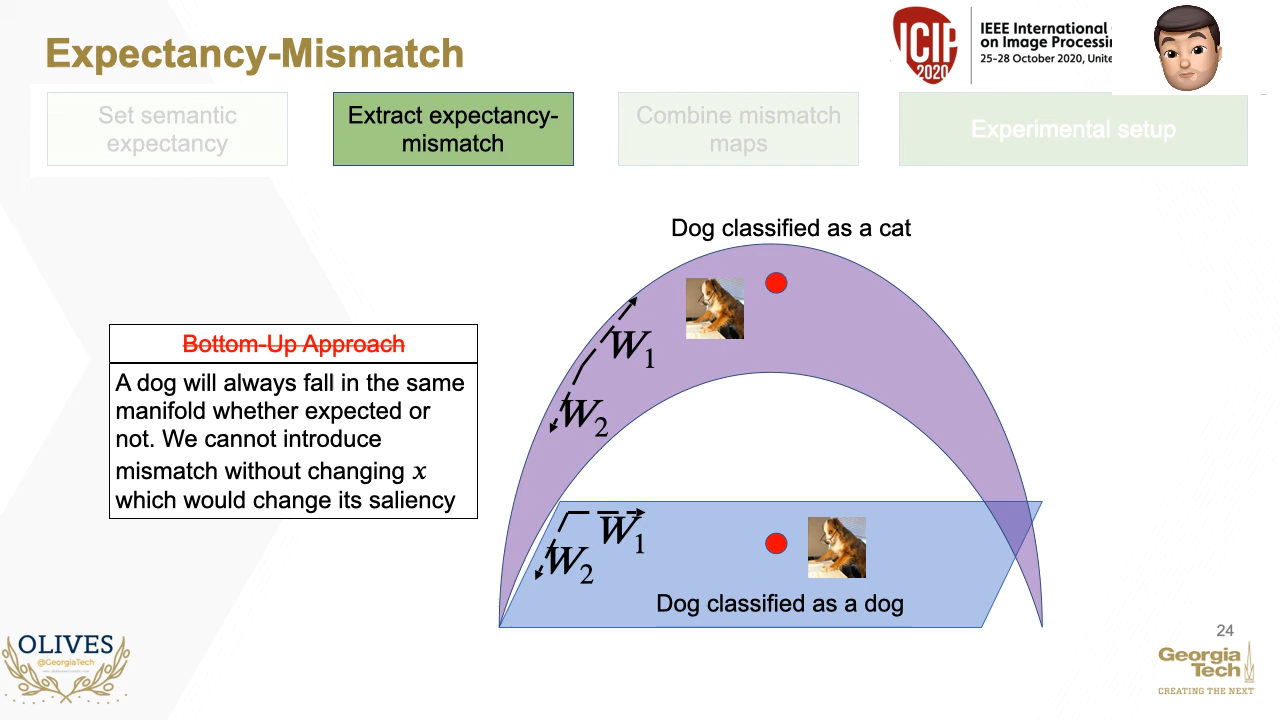 Expectancy-Mismatch
ICIP
2020
IEEE International
on Image Processi
25-28 October 2020, Unite
Set semantic
expectancy
Extract expectancy-
mismatch
Combine mismatch
maps
Experimental setup
Dog classified as a cat
Bottom-Up Approach
A dog will always fall in the same
manifold whether expected or
not. We cannot introduce
mismatch without changing x
which would change its saliency
W1
W2
W1
W2
Dog classified as a dog
24
OLIVES
@GeorgiaTech
Georgia
Tech
CREATING THE NEXT